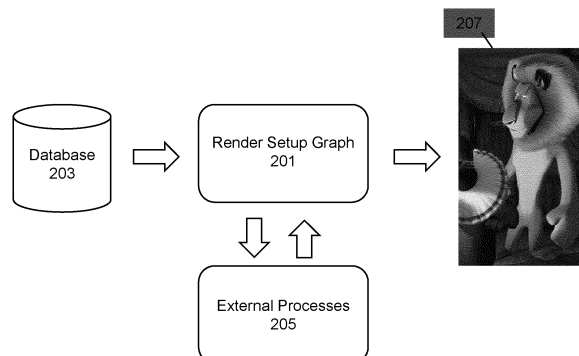 207
Database
203
Render Setup Graph
201
External Processes
205